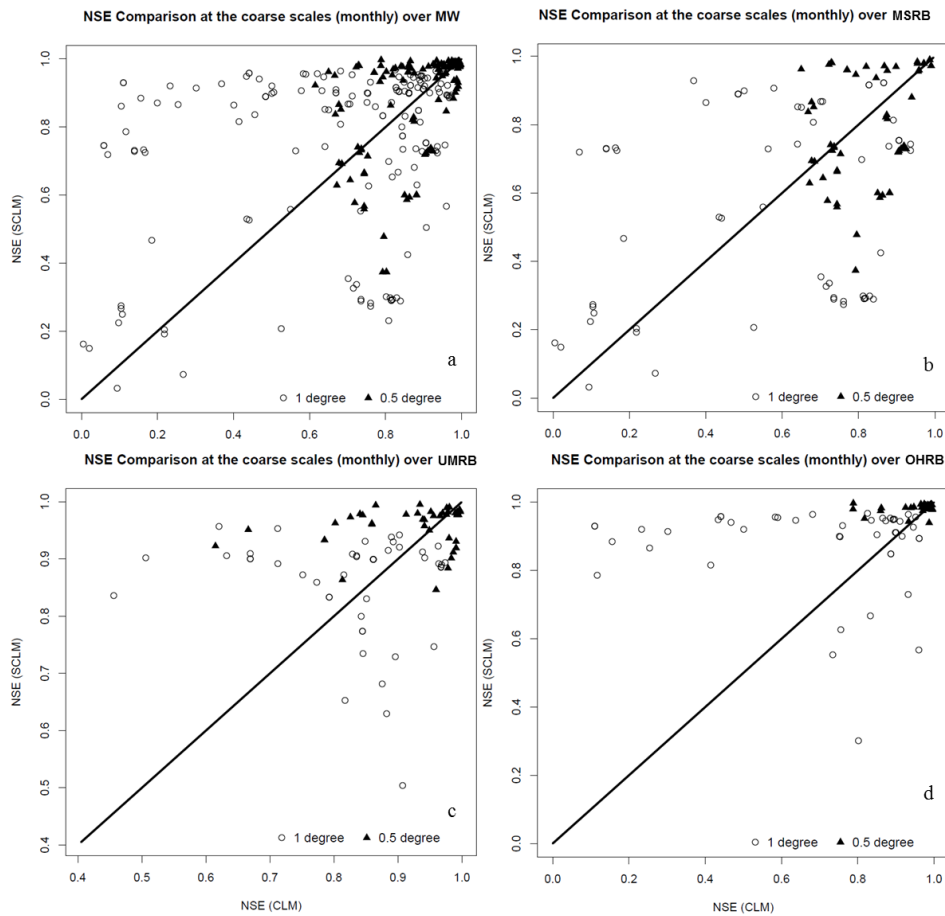 NSE Comparison at the coarse scales (monthly) over MW
NSE (SCLM)
1.0
0.8
0.6
0.4
0.2
0.0
a
1 degree 0.5 degree
0.0 0.2 0.4 0.6 0.8 1.0
NSE Comparison at the coarse scales (monthly) over MSRB
NSE (SCLM)
1.0
0.8
0.6
0.4
0.2
0.0
b
1 degree 0.5 degree
0.0 0.2 0.4 0.6 0.8 1.0
NSE Comparison at the coarse scales (monthly) over UMRB
NSE (SCLM)
1.0
0.9
0.8
0.7
0.6
0.5
0.4
c
1 degree 0.5 degree
0.4 0.5 0.6 0.7 0.8 0.9 1.0
NSE (CLM)
NSE Comparison at the coarse scales (monthly) over OHRB
NSE (SCLM)
1.0
0.8
0.6
0.4
0.2
0.0
d
1 degree 0.5 degree
0.0 0.2 0.4 0.6 0.8 1.0
NSE (CLM)